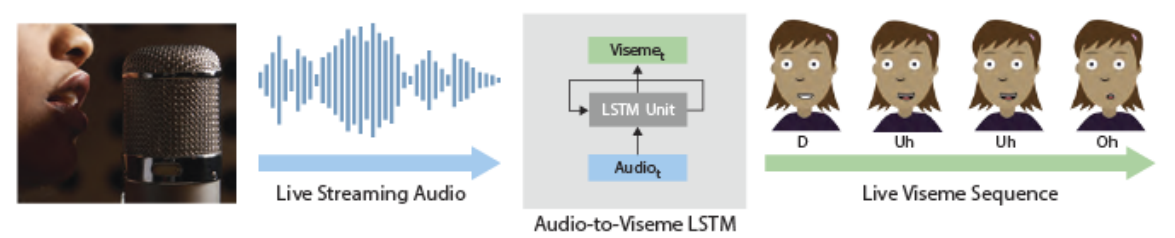 Viseme_t
LSTM Unit
Audio_t
D
Uh
Uh
Oh
Live Streaming Audio
Live Viseme Sequence
Audio-to-Viseme LSTM